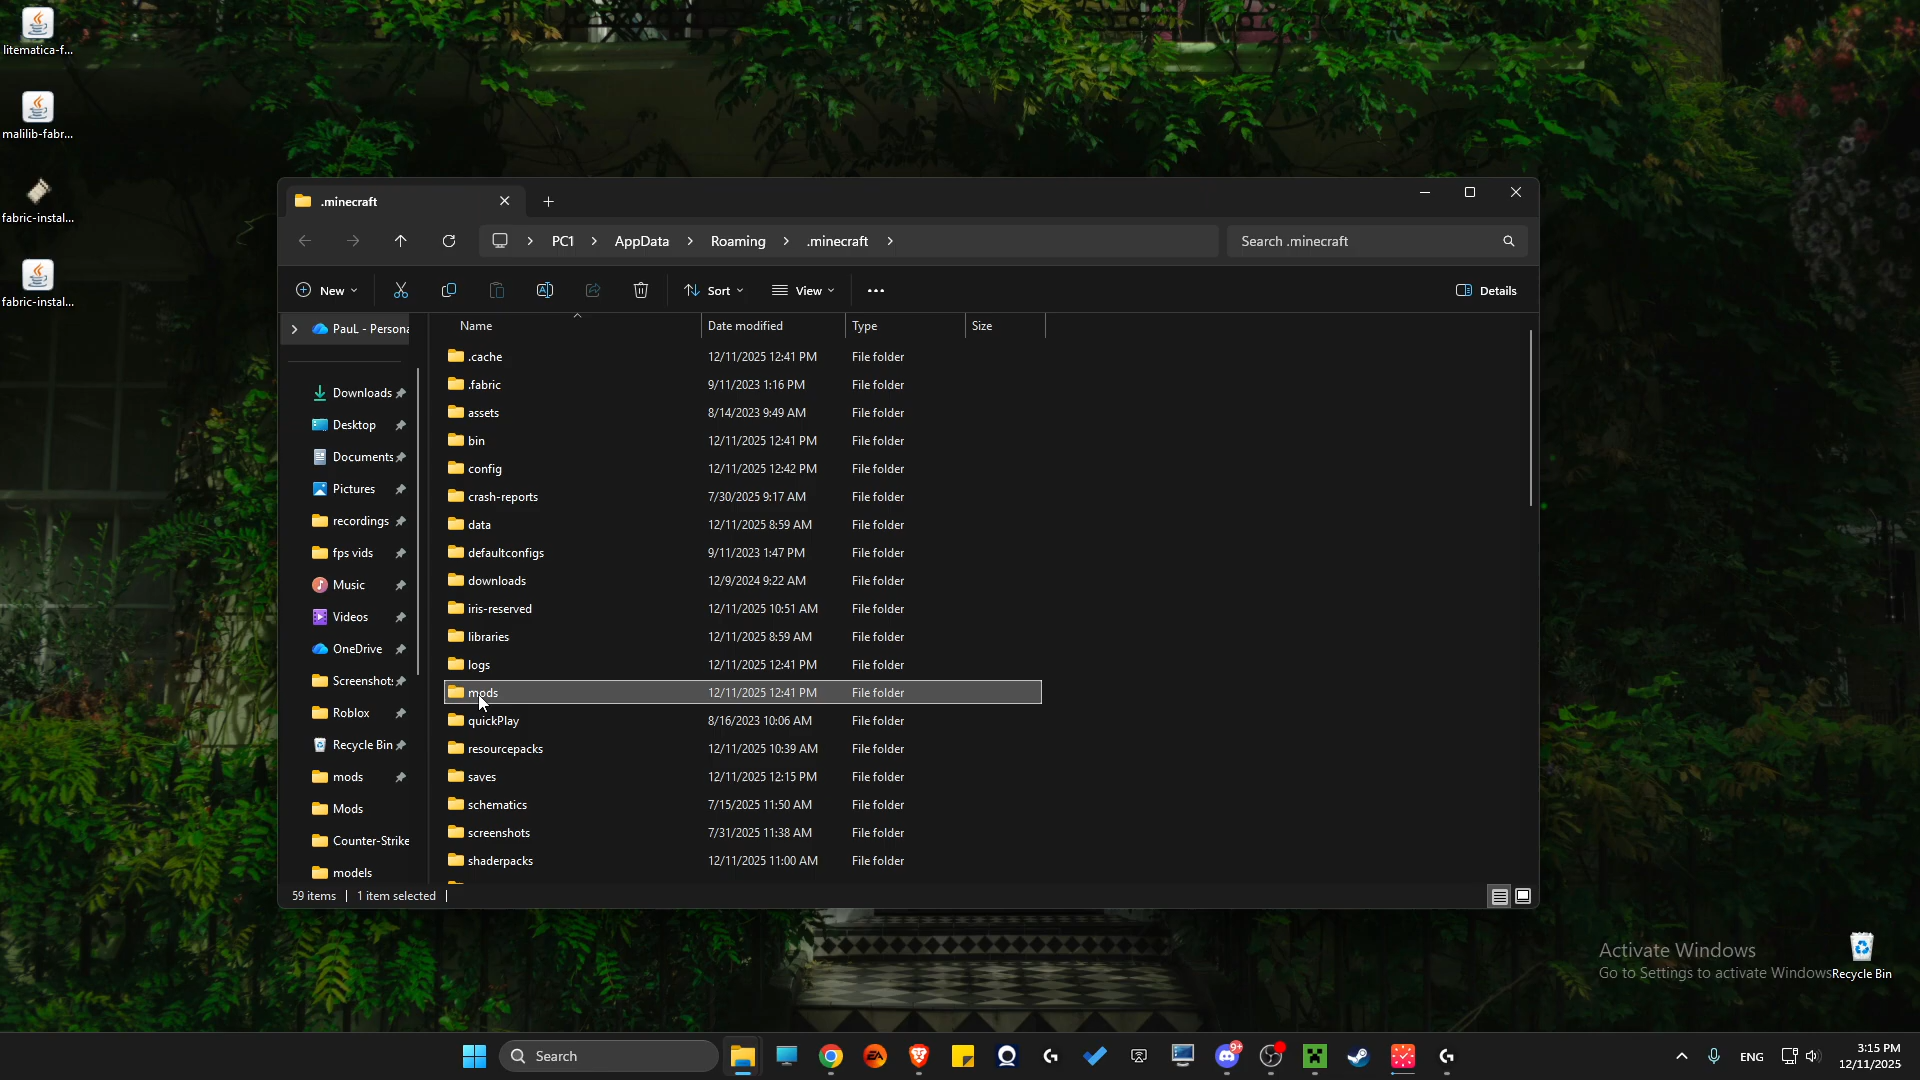 litematica-f...
malilib-fabr...
fabric-instal...
fabric-instal...
.minecraft
PC1 AppData Roaming .minecraft
Search .minecraft
New Sort View Details
PauL - Persona
Downloads
Desktop
Documents
Pictures
recordings
fps vids
Music
Videos
OneDrive
Screenshot
Roblox
Recycle Bin
mods
Mods
Counter-Strike
models
Name Date modified Type Size
.cache 12/11/2025 12:41 PM File folder
.fabric 9/11/2023 1:16 PM File folder
assets 8/14/2023 9:49 AM File folder
bin 12/11/2025 12:41 PM File folder
config 12/11/2025 12:42 PM File folder
crash-reports 7/30/2025 9:17 AM File folder
data 12/11/2025 8:59 AM File folder
defaultconfigs 9/11/2023 1:47 PM File folder
downloads 12/9/2024 9:22 AM File folder
iris-reserved 12/11/2025 10:51 AM File folder
libraries 12/11/2025 8:59 AM File folder
logs 12/11/2025 12:41 PM File folder
mods 12/11/2025 12:41 PM File folder
quickPlay 8/16/2023 10:06 AM File folder
resourcepacks 12/11/2025 10:39 AM File folder
saves 12/11/2025 12:15 PM File folder
schematics 7/15/2025 11:50 AM File folder
screenshots 7/31/2025 11:38 AM File folder
shaderpacks 12/11/2025 11:00 AM File folder
59 items 1 item selected
Activate Windows
Go to Settings to activate Windows
Recycle Bin
Search
EA
9+
ENG
3:15 PM
12/11/2025